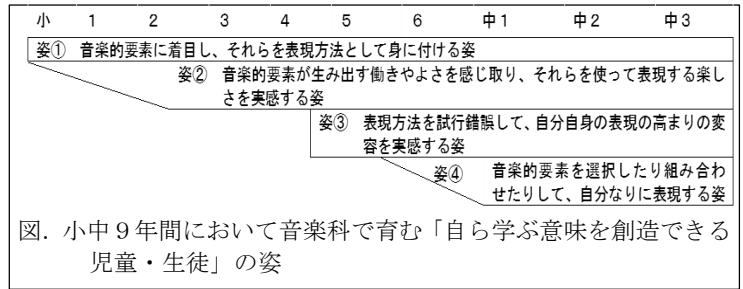 小 1 2 3 4 5 6 中1 中2 中3
姿① 音楽的要素に着目し、それらを表現方法として身に付ける姿
姿② 音楽的要素が生み出す働きやよさを感じ取り、それらを使って表現する楽し
さを実感する姿
姿③ 表現方法を試行錯誤して、自分自身の表現の高まりの変
容を実感する姿
姿④ 音楽的要素を選択したり組み合わ
せたりして、自分なりに表現する姿
図.小中9年間において音楽科で育む「自ら学ぶ意味を創造できる
児童・生徒」の姿